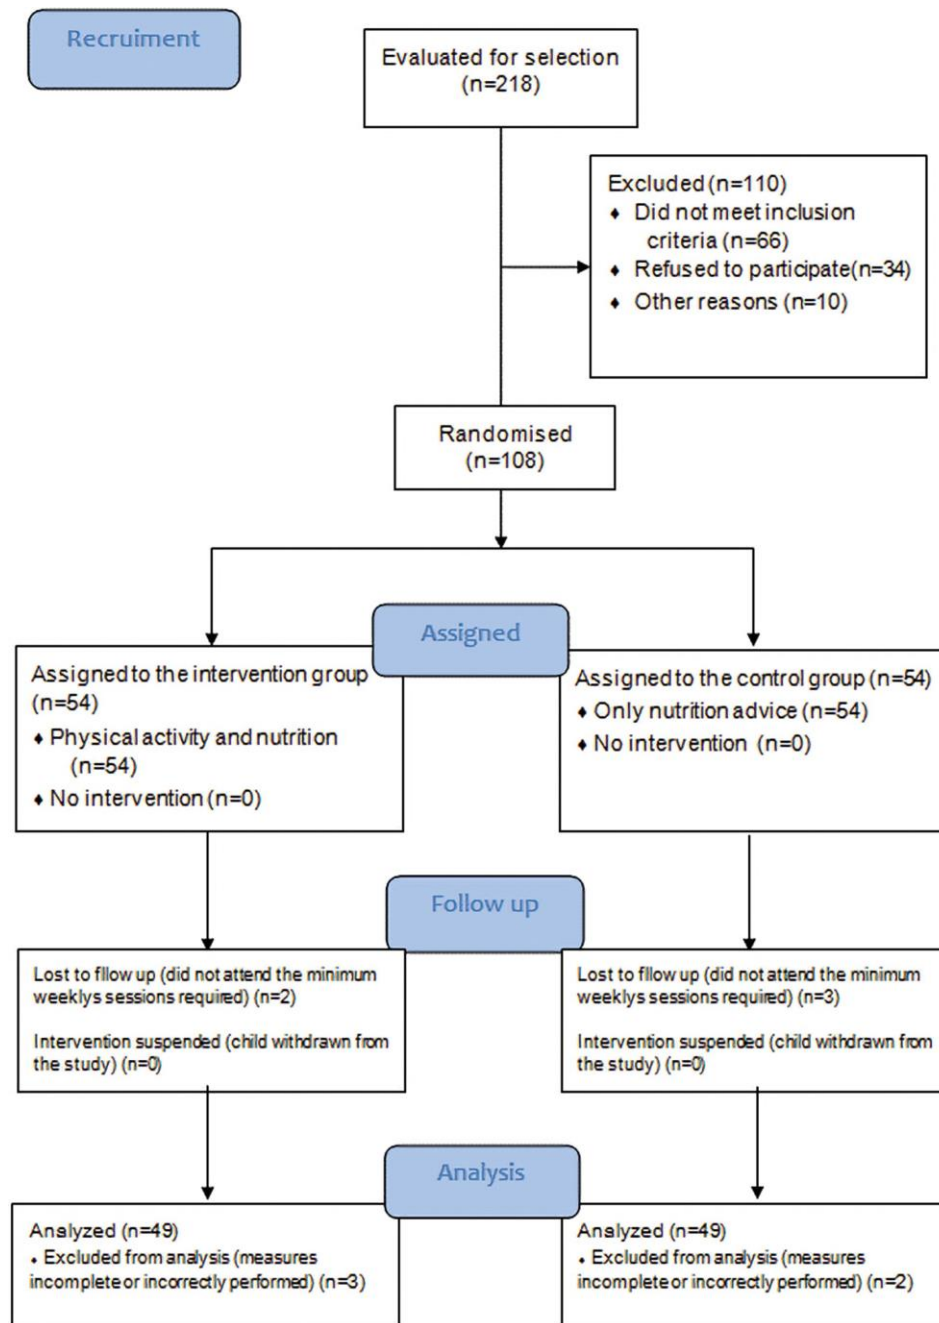 Recruiment
Evaluated for selection
(n=218)
Excluded (n=110)
♦ Did not meet inclusion
criteria (n=66)
♦ Refused to participate(n=34)
♦ Other reasons (n=10)
Randomised
(n=108)
Assigned
Assigned to the intervention group
(n=54)
♦ Physical activity and nutrition
(n=54)
♦ No intervention (n=0)
Assigned to the control group (n=54)
♦ Only nutrition advice (n=54)
♦ No intervention (n=0)
Follow up
Lost to fllow up (did not attend the minimum
weeklys sessions required) (n=2)
Intervention suspended (child withdrawn from
the study) (n=0)
Lost to fllow up (did not attend the minimum
weeklys sessions required) (n=3)
Intervention suspended (child withdrawn from
the study) (n=0)
Analysis
Analyzed (n=49)
⬩ Excluded from analysis (measures
incomplete or incorrectly performed) (n=3)
Analyzed (n=49)
⬩ Excluded from analysis (measures
incomplete or incorrectly performed) (n=2)